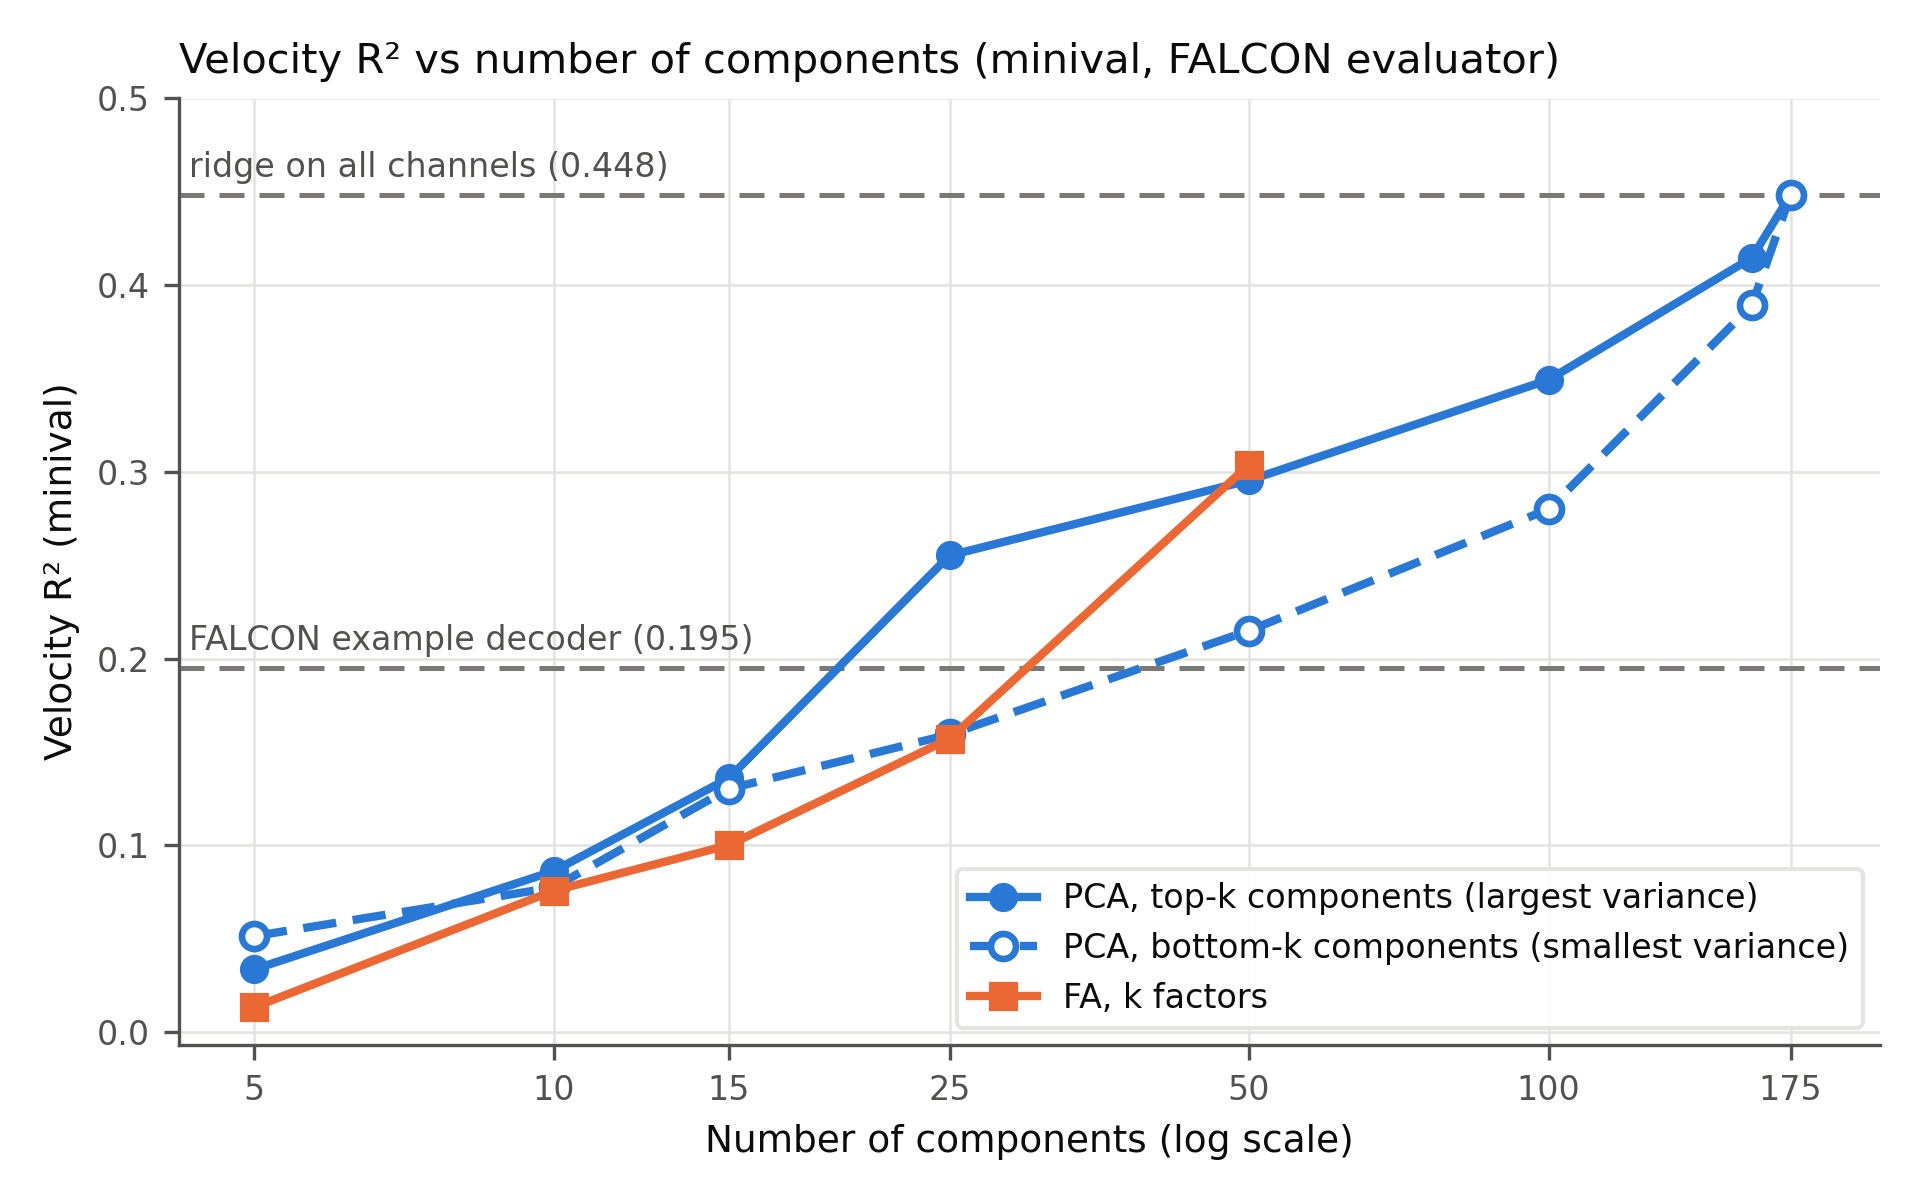 Velocity R² vs number of components (minival, FALCON evaluator)
0.5
ridge on all channels (0.448)
0.4
0.3
FALCON example decoder (0.195)
0.2
0.1
0.0
Velocity R² (minival)
PCA, top-k components (largest variance)
PCA, bottom-k components (smallest variance)
FA, k factors
5 10 15 25 50 100 175
Number of components (log scale)